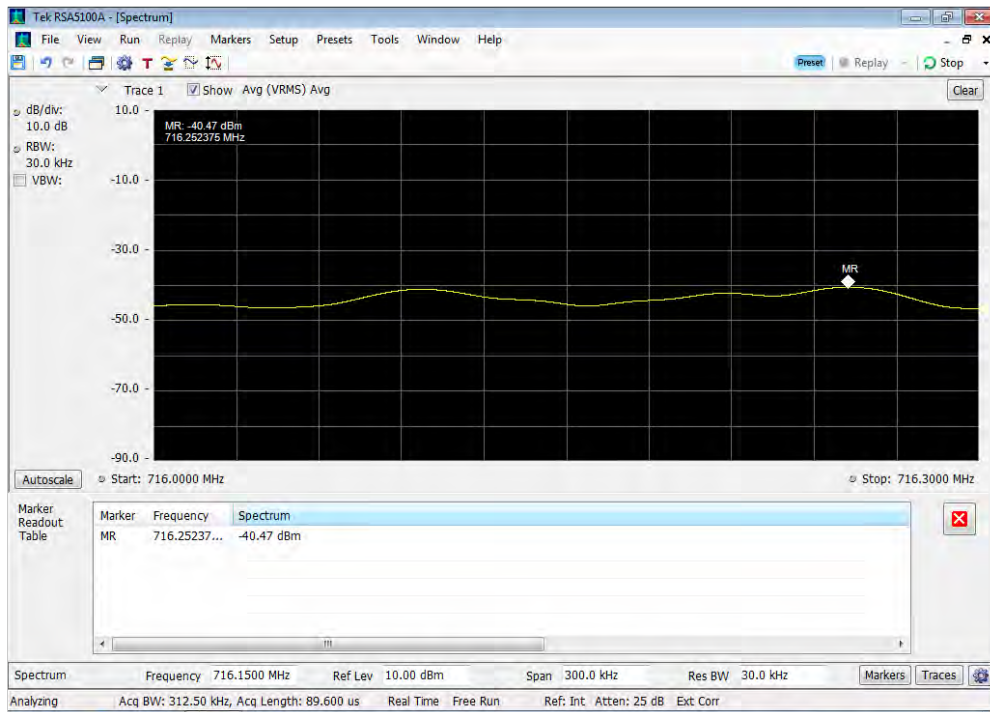 Tek RSA5100A - [Spectrum]
File View Run Replay Markers Setup Presets Tools Window Help
Preset Replay Stop
Trace 1 Show Avg (VRMS) Avg Clear
dB/div:
10.0 dB
RBW:
30.0 kHz
VBW:
10.0
MR: -40.47 dBm
716.252375 MHz
-10.0
-30.0
MR
-50.0
-70.0
-90.0
Autoscale Start: 716.0000 MHz Stop: 716.3000 MHz
Marker
Readout
Table
Marker Frequency Spectrum
MR 716.25237... -40.47 dBm
Spectrum Frequency 716.1500 MHz Ref Lev 10.00 dBm Span 300.0 kHz Res BW 30.0 kHz Markers Traces
Analyzing Acq BW: 312.50 kHz, Acq Length: 89.600 us Real Time Free Run Ref: Int Atten: 25 dB Ext Corr